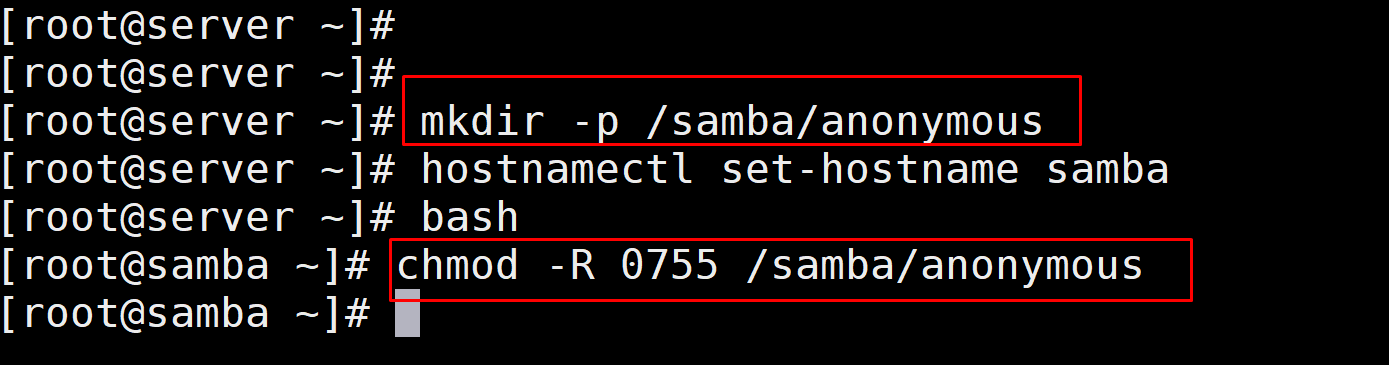 [root@server ~]#
[root@server ~]#
[root@server ~]# mkdir -p /samba/anonymous
[root@server ~]# hostnamectl set-hostname samba
[root@server ~]# bash
[root@samba ~]# chmod -R 0755 /samba/anonymous
[root@samba ~]#